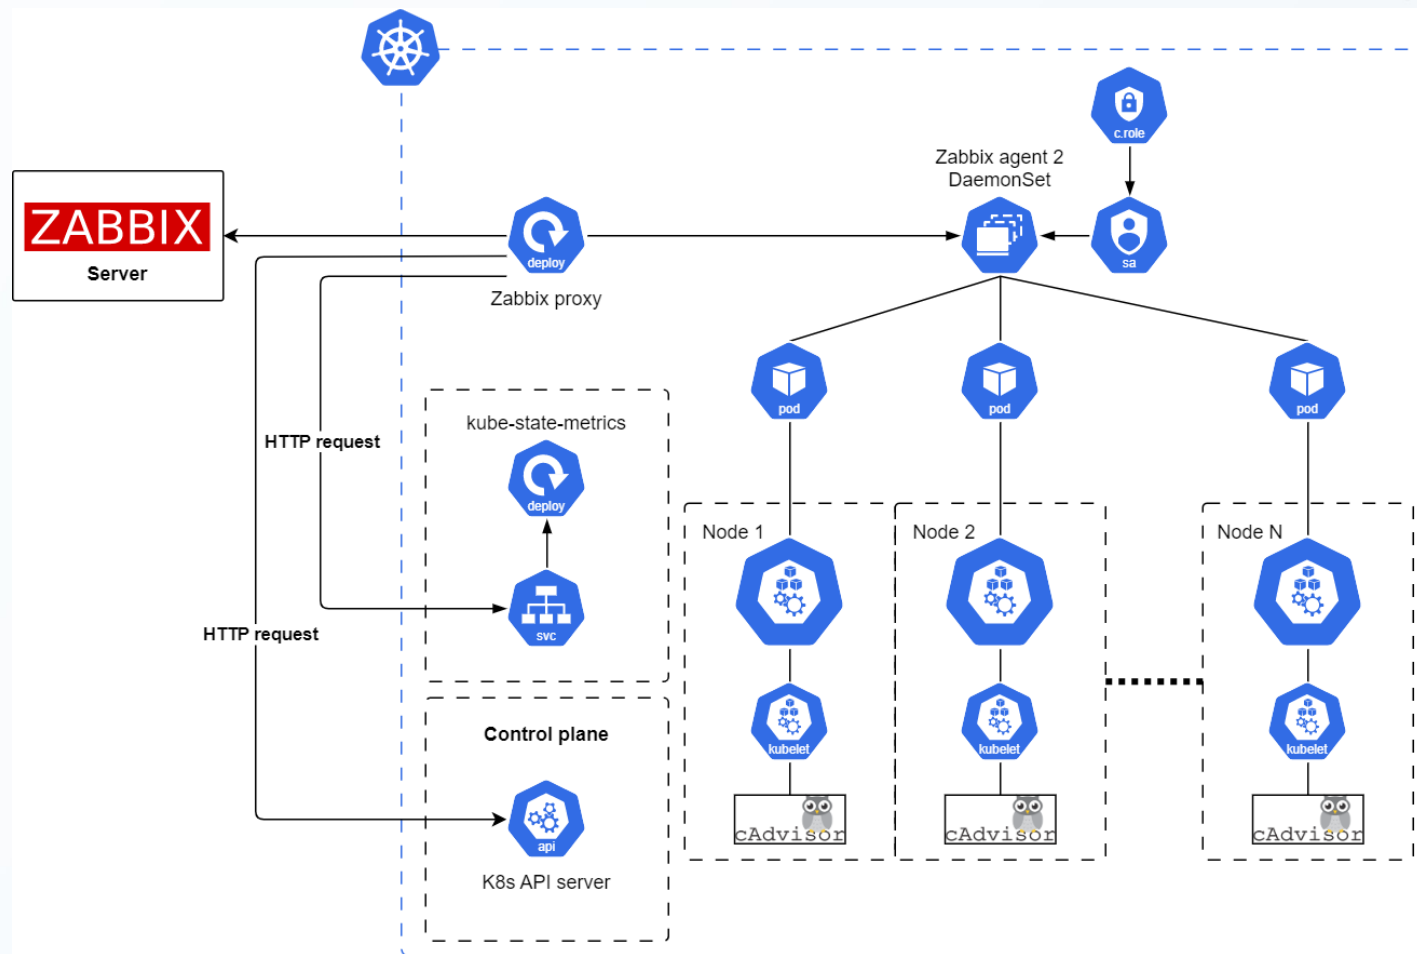 c.role
Zabbix agent 2
DaemonSet
ZABBIX
Server
deploy
sa
Zabbix proxy
pod
pod
pod
kube-state-metrics
HTTP request
deploy
Node 1
Node 2
Node N
svc
HTTP request
Control plane
kubelet
kubelet
kubelet
cAdvisor
cAdvisor
cAdvisor
api
K8s API server